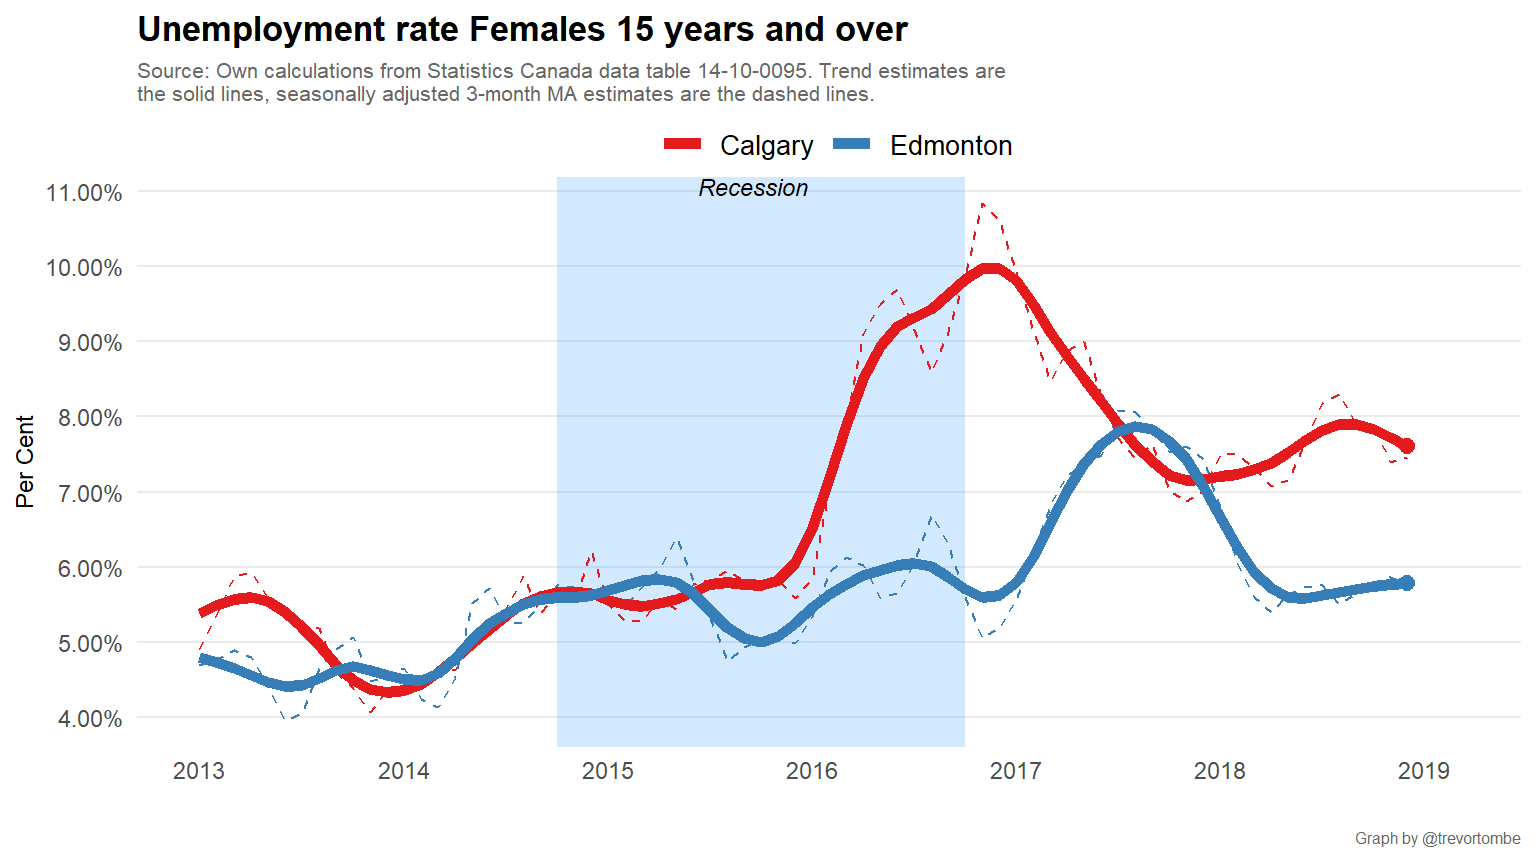 Unemployment rate Females 15 years and over
Source: Own calculations from Statistics Canada data table 14-10-0095. Trend estimates are
the solid lines, seasonally adjusted 3-month MA estimates are the dashed lines.
Calgary Edmonton
Recession
11.00%
10.00%
9.00%
8.00%
7.00%
6.00%
5.00%
4.00%
Per Cent
2013 2014 2015 2016 2017 2018 2019
Graph by @trevortombe